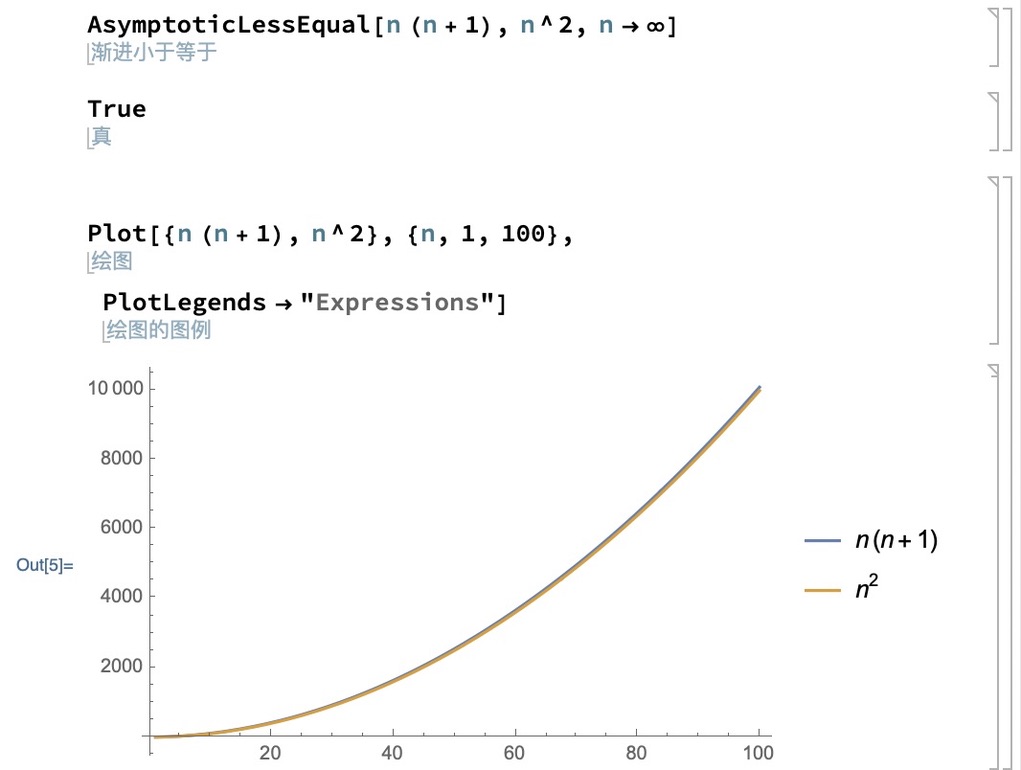 AsymptoticLessEqual[n (n + 1), n^2, n → ∞]
渐进小于等于
True
真
Plot[{n (n + 1), n^2}, {n, 1, 100},
绘图
PlotLegends → "Expressions"]
绘图的图例
10 000
8000
6000
n(n + 1)
Out[5]=
n²
4000
2000
20 40 60 80 100